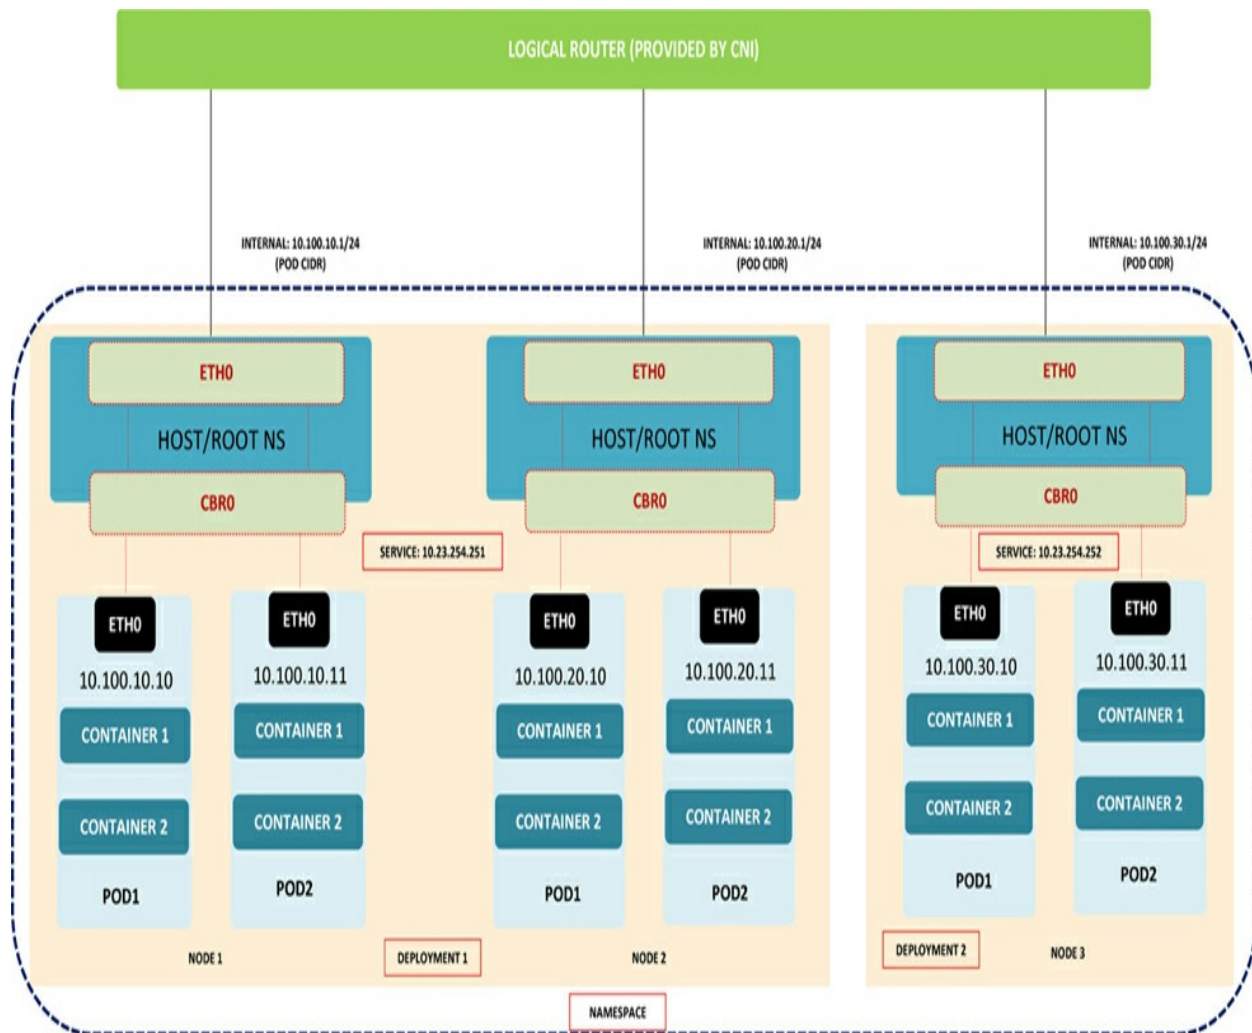 LOGICAL ROUTER (PROVIDED BY CNI)
INTERNAL: 10.100.10.1/24
(POD CIDR)
INTERNAL: 10.100.20.1/24
(POD CIDR)
INTERNAL: 10.100.30.1/24
(POD CIDR)
ETH0
HOST/ROOT NS
CBR0
ETH0
HOST/ROOT NS
CBR0
ETH0
HOST/ROOT NS
CBR0
SERVICE: 10.23.254.251
SERVICE: 10.23.254.252
ETH0
10.100.10.10
CONTAINER 1
CONTAINER 2
POD1
ETH0
10.100.10.11
CONTAINER 1
CONTAINER 2
POD2
ETH0
10.100.20.10
CONTAINER 1
CONTAINER 2
POD1
ETH0
10.100.20.11
CONTAINER 1
CONTAINER 2
POD2
ETH0
10.100.30.10
CONTAINER 1
CONTAINER 2
POD1
ETH0
10.100.30.11
CONTAINER 1
CONTAINER 2
POD2
NODE 1
DEPLOYMENT 1
NODE 2
DEPLOYMENT 2
NODE 3
NAMESPACE